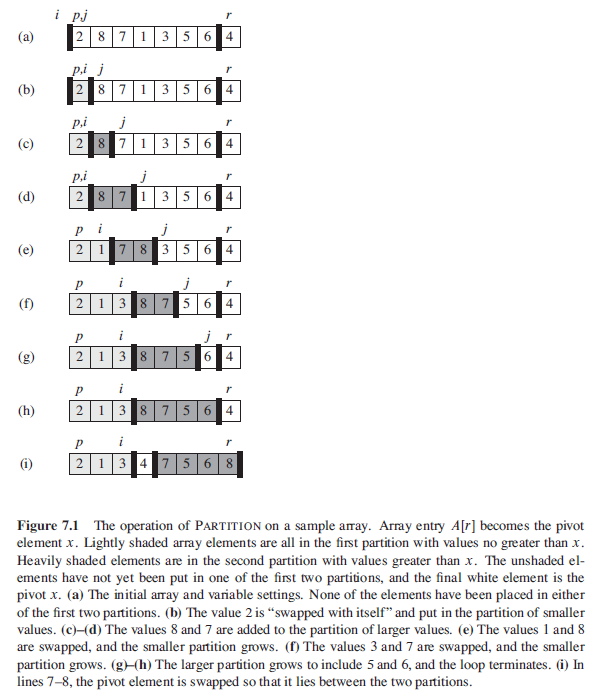 i p,j r
(a) 2 8 7 1 3 5 6 4
p,i j r
(b) 2 8 7 1 3 5 6 4
p,i j r
(c) 2 8 7 1 3 5 6 4
p,i j r
(d) 2 8 7 1 3 5 6 4
p i j r
(e) 2 1 7 8 3 5 6 4
p i j r
(f) 2 1 3 8 7 5 6 4
p i j r
(g) 2 1 3 8 7 5 6 4
p i r
(h) 2 1 3 8 7 5 6 4
p i r
(i) 2 1 3 4 7 5 6 8
Figure 7.1 The operation of PARTITION on a sample array. Array entry A[r] becomes the pivot
element x. Lightly shaded array elements are all in the first partition with values no greater than x.
Heavily shaded elements are in the second partition with values greater than x. The unshaded el-
ements have not yet been put in one of the first two partitions, and the final white element is the
pivot x. (a) The initial array and variable settings. None of the elements have been placed in either
of the first two partitions. (b) The value 2 is “swapped with itself” and put in the partition of smaller
values. (c)–(d) The values 8 and 7 are added to the partition of larger values. (e) The values 1 and 8
are swapped, and the smaller partition grows. (f) The values 3 and 7 are swapped, and the smaller
partition grows. (g)–(h) The larger partition grows to include 5 and 6, and the loop terminates. (i) In
lines 7–8, the pivot element is swapped so that it lies between the two partitions.